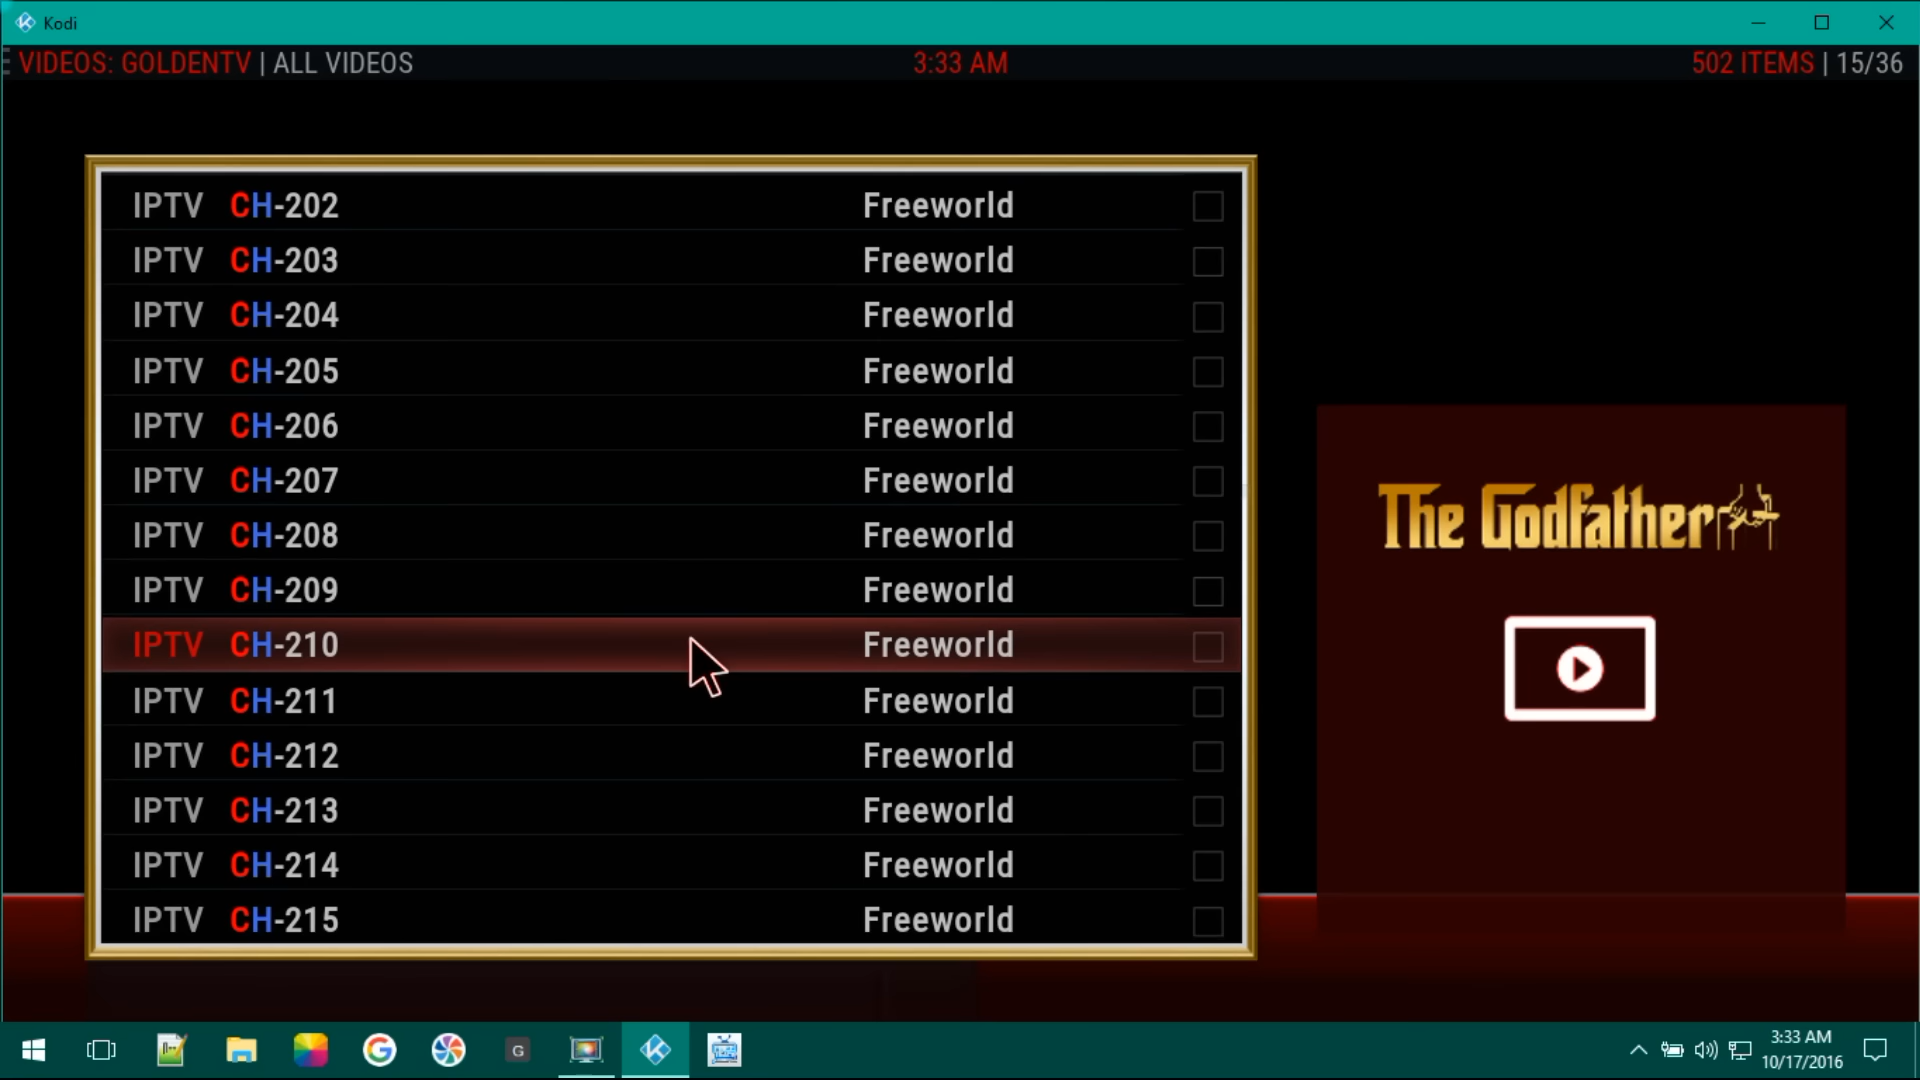 Kodi
VIDEOS: GOLDENTV | ALL VIDEOS
3:33 AM
502 ITEMS | 15/36
IPTV CH-202 Freeworld
IPTV CH-203 Freeworld
IPTV CH-204 Freeworld
IPTV CH-205 Freeworld
IPTV CH-206 Freeworld
IPTV CH-207 Freeworld
IPTV CH-208 Freeworld
IPTV CH-209 Freeworld
IPTV CH-210 Freeworld
IPTV CH-211 Freeworld
IPTV CH-212 Freeworld
IPTV CH-213 Freeworld
IPTV CH-214 Freeworld
IPTV CH-215 Freeworld
The Godfather
G
G
3:33 AM
10/17/2016